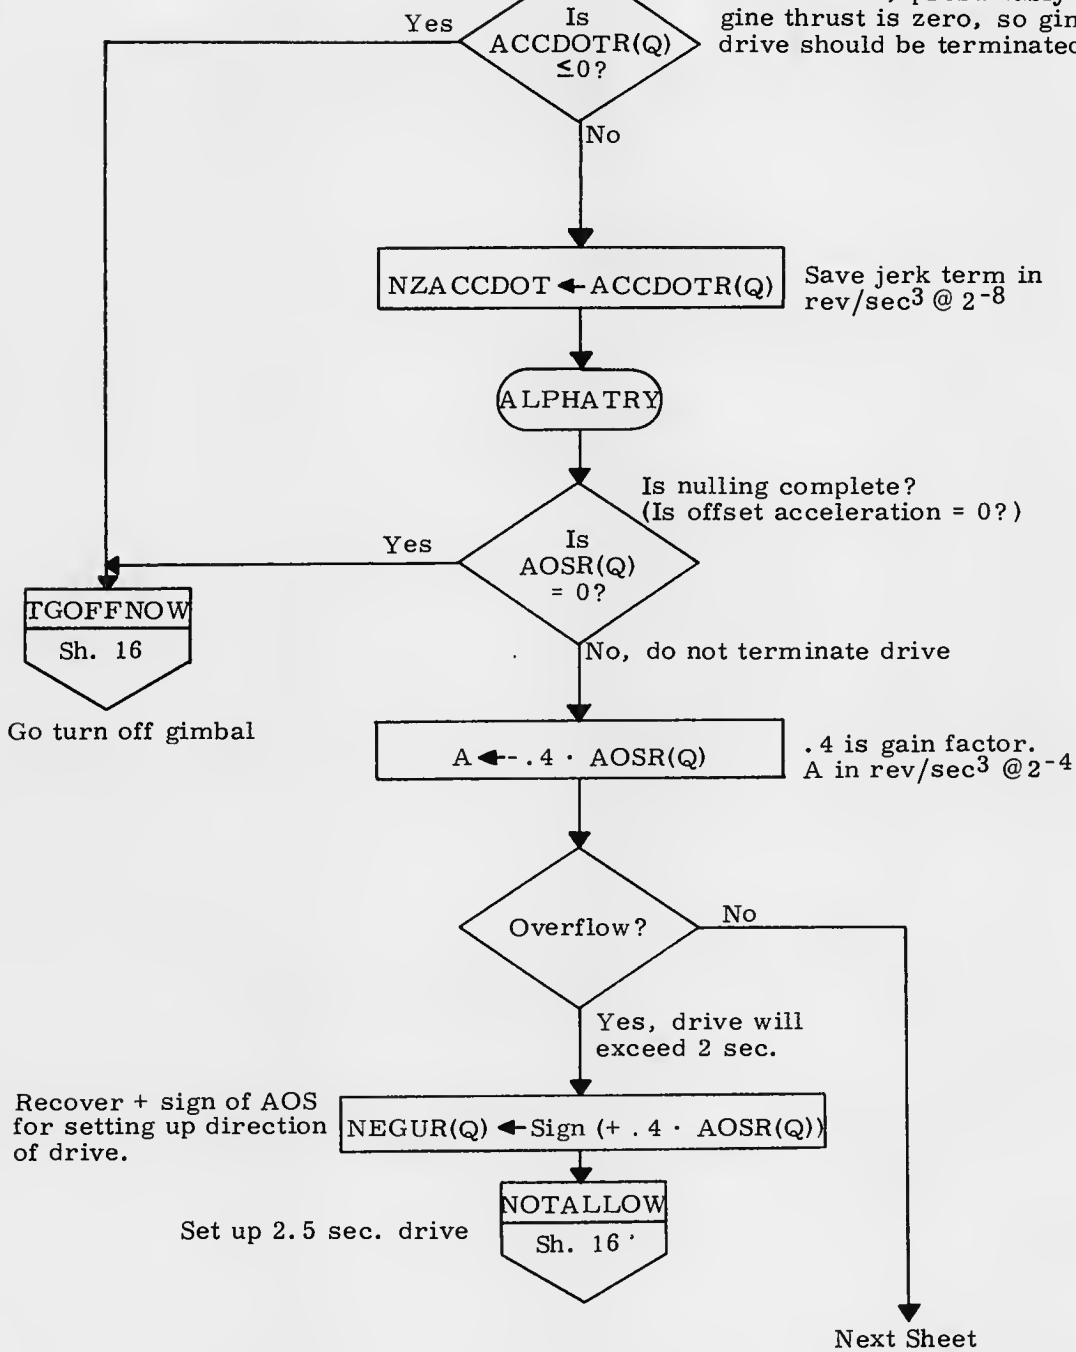 Yes
Is
ACCDOTR(Q)
≤0?
gine thrust is zero, so
drive should be terminated
No
NZACCDOT ← ACCDOTR(Q)
Save jerk term in
rev/sec³ @ 2⁻⁸
ALPHATRY
Is nulling complete?
(Is offset acceleration = 0?)
Yes
Is
AOSR(Q)
= 0?
TGOFFNOW
Sh. 16
No, do not terminate drive
Go turn off gimbal
A ← -.4 · AOSR(Q)
.4 is gain factor.
A in rev/sec³ @2⁻⁴
Overflow?
No
Yes, drive will
exceed 2 sec.
Recover + sign of AOS
for setting up direction
of drive.
NEGUR(Q) ← Sign (+ .4 · AOSR(Q))
NOTALLOW
Sh. 16
Set up 2.5 sec. drive
Next Sheet